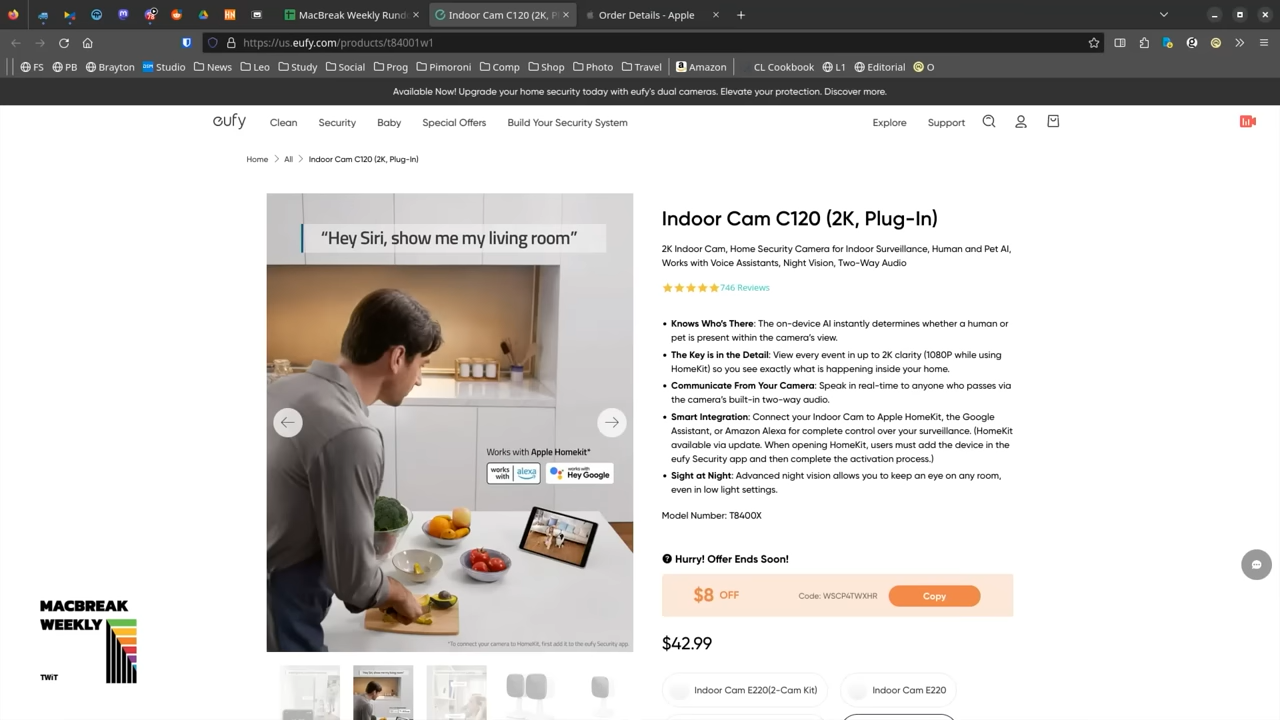 MacBreak Weekly Rund
Indoor Cam C120 (2K, P
Order Details - Apple
https://us.eufy.com/products/t84001w1
FS PB Brayton Studio News Leo Study Social Prog Pimoroni Comp Shop Photo Travel Amazon CL Cookbook L1 Editorial O
Available Now! Upgrade your home security today with eufy's dual cameras. Elevate your protection. Discover more.
eufy Clean Security Baby Special Offers Build Your Security System Explore Support
Home > All > Indoor Cam C120 (2K, Plug-In)
“Hey Siri, show me my living room”
Works with Apple Homekit*
works with alexa
works with Hey Google
*To connect your camera to HomeKit, first add it to the eufy Security app
Indoor Cam C120 (2K, Plug-In)
2K Indoor Cam, Home Security Camera for Indoor Surveillance, Human and Pet AI,
Works with Voice Assistants, Night Vision, Two-Way Audio
746 Reviews
• Knows Who's There: The on-device AI instantly determines whether a human or
pet is present within the camera's view.
• The Key is in the Detail: View every event in up to 2K clarity (1080P while using
HomeKit) so you see exactly what is happening inside your home.
• Communicate From Your Camera: Speak in real-time to anyone who passes via
the camera's built-in two-way audio.
• Smart Integration: Connect your Indoor Cam to Apple HomeKit, the Google
Assistant, or Amazon Alexa for complete control over your surveillance. (HomeKit
available via update. When opening HomeKit, users must add the device in the
eufy Security app and then complete the activation process.)
• Sight at Night: Advanced night vision allows you to keep an eye on any room,
even in low light settings.
Model Number: T8400X
Hurry! Offer Ends Soon!
$8 OFF Code: WSCP4TWXHR Copy
$42.99
Indoor Cam E220(2-Cam Kit) Indoor Cam E220
MACBREAK
WEEKLY
TWiT